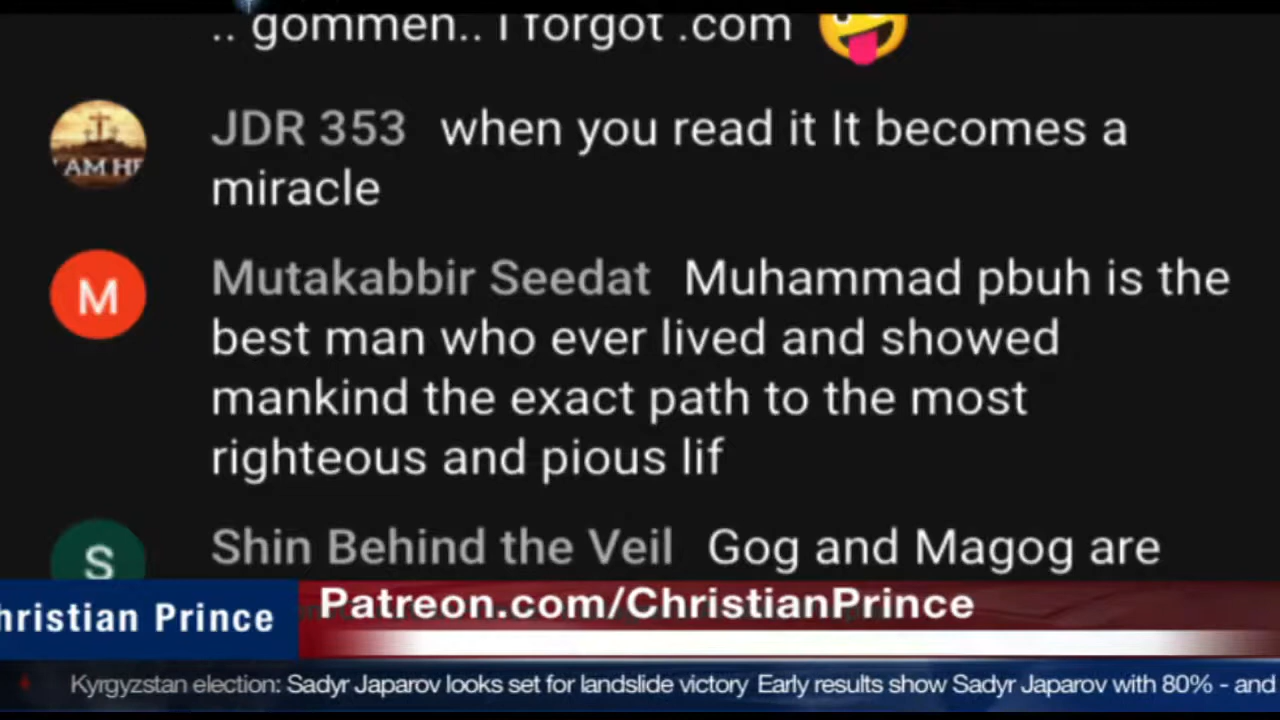 .. gommen.. I forgot .com
JDR 353 when you read it It becomes a
miracle
AM HE
M
Mutakabbir Seedat Muhammad pbuh is the
best man who ever lived and showed
mankind the exact path to the most
righteous and pious lif
S
Shin Behind the Veil Gog and Magog are
hristian Prince
Patreon.com/ChristianPrince
Kyrgyzstan election: Sadyr Japarov looks set for landslide victory Early results show Sadyr Japarov with 80% - and